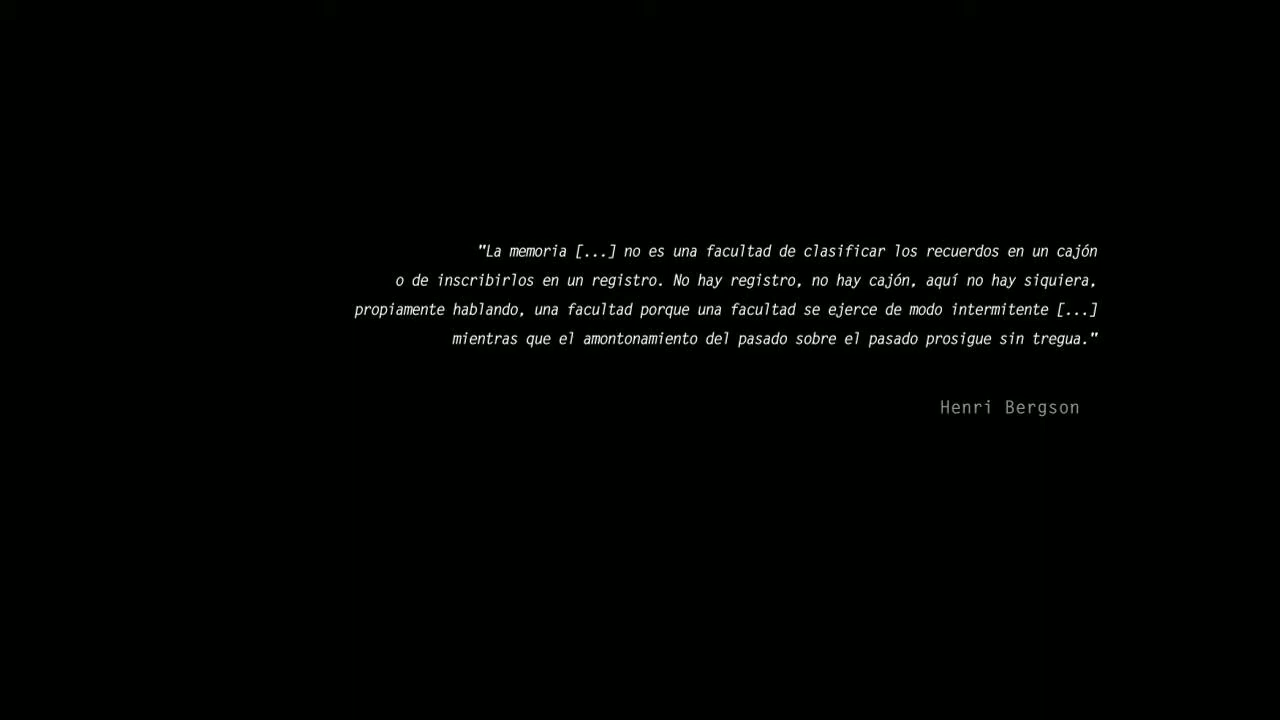 "La memoria [...] no es una facultad de clasificar los recuerdos en un cajón
o de inscribirlos en un registro. No hay registro, no hay cajón, aquí no hay siquiera,
propiamente hablando, una facultad porque una facultad se ejerce de modo intermitente [...]
mientras que el amontonamiento del pasado sobre el pasado prosigue sin tregua."
Henri Bergson